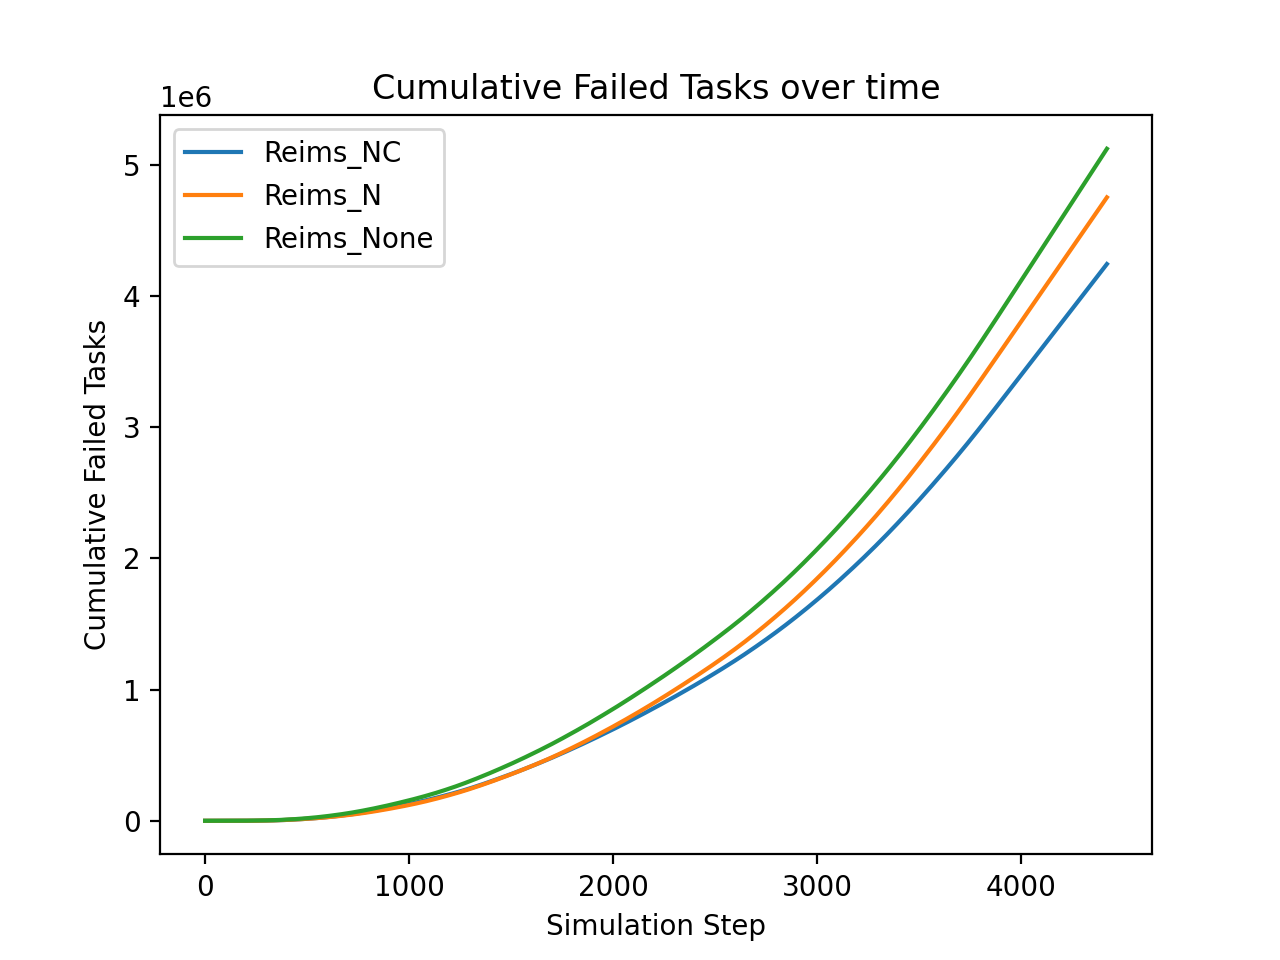 Cumulative Failed Tasks over time
1e6
Reims_NC
Reims_N
Reims_None
5
4
3
2
1
0
Cumulative Failed Tasks
0 1000 2000 3000 4000
Simulation Step